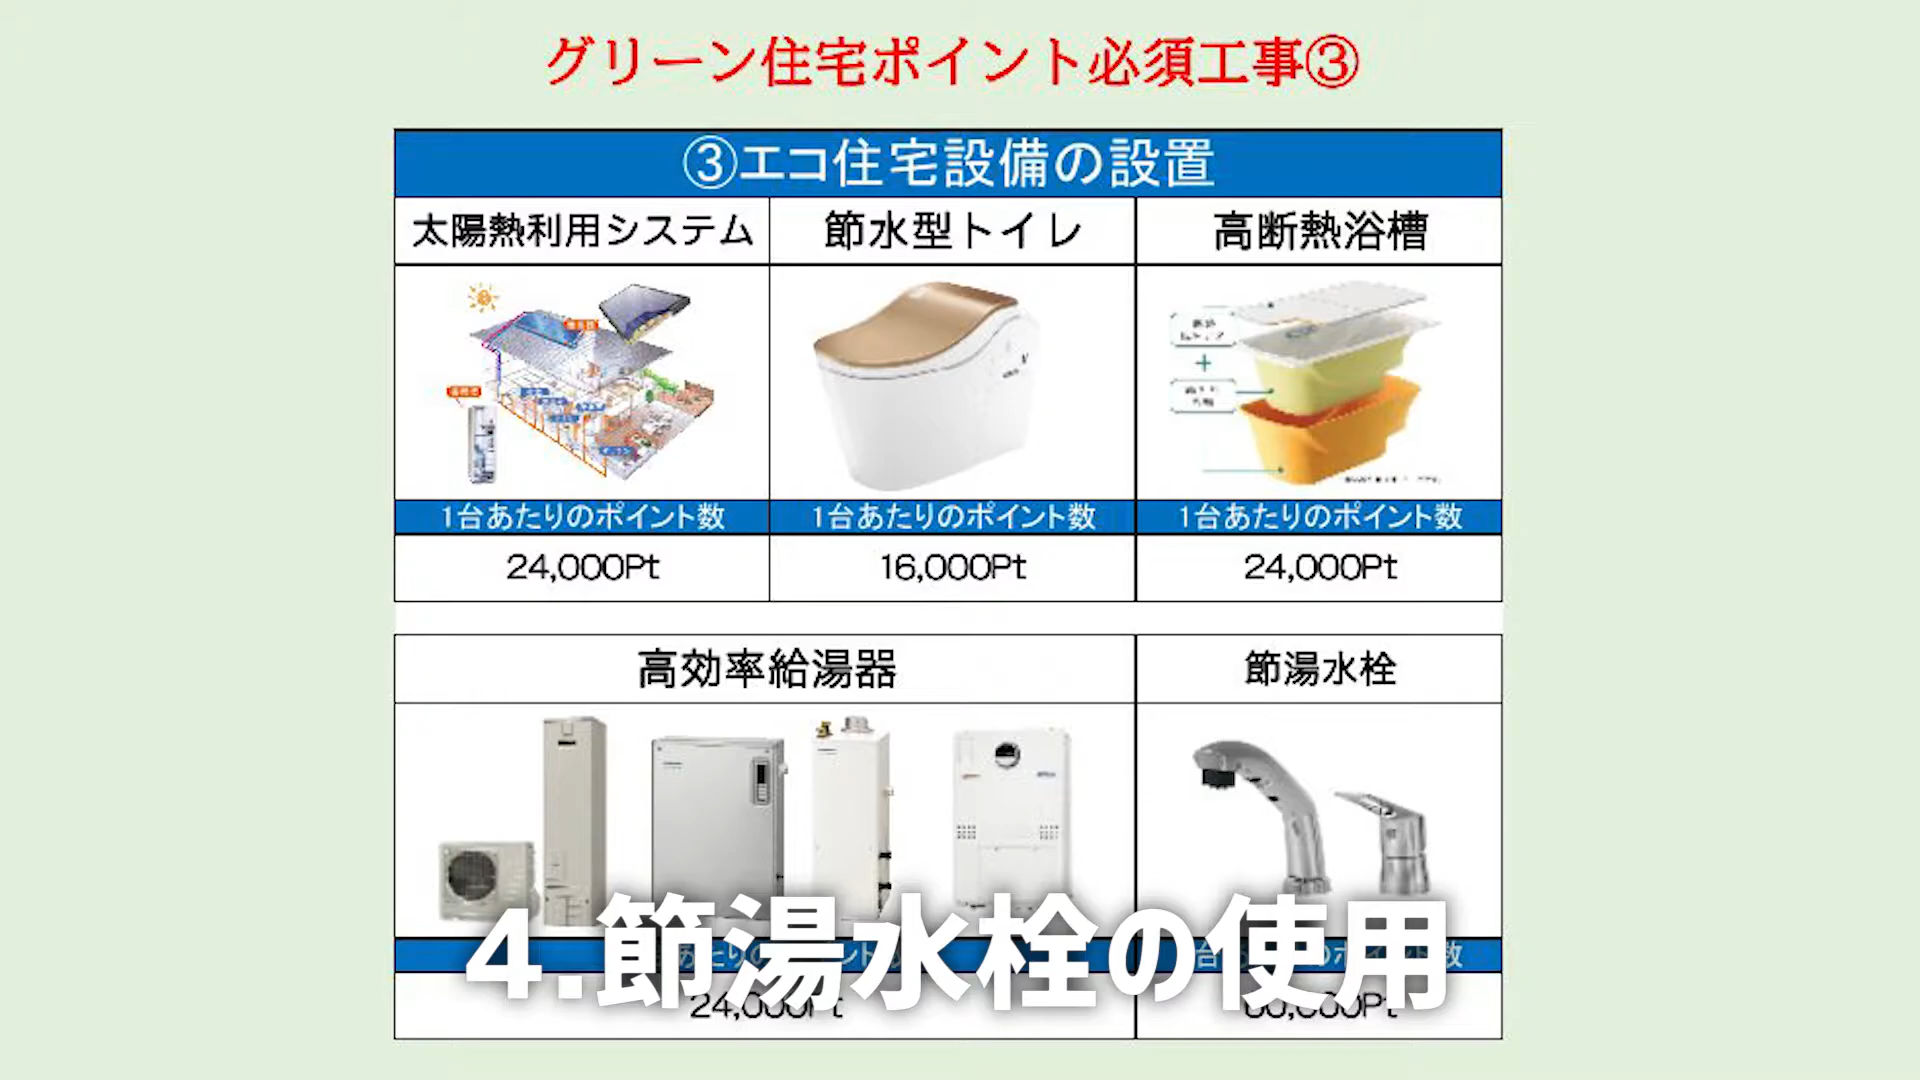 グリーン住宅ポイント必須工事③
③エコ住宅設備の設置
太陽熱利用システム 節水型トイレ 高断熱浴槽
1台あたりのポイント数 1台あたりのポイント数 1台あたりのポイント数
24,000Pt 16,000Pt 24,000Pt
高効率給湯器 節湯水栓
4.節湯水栓の使用
24,000Pt